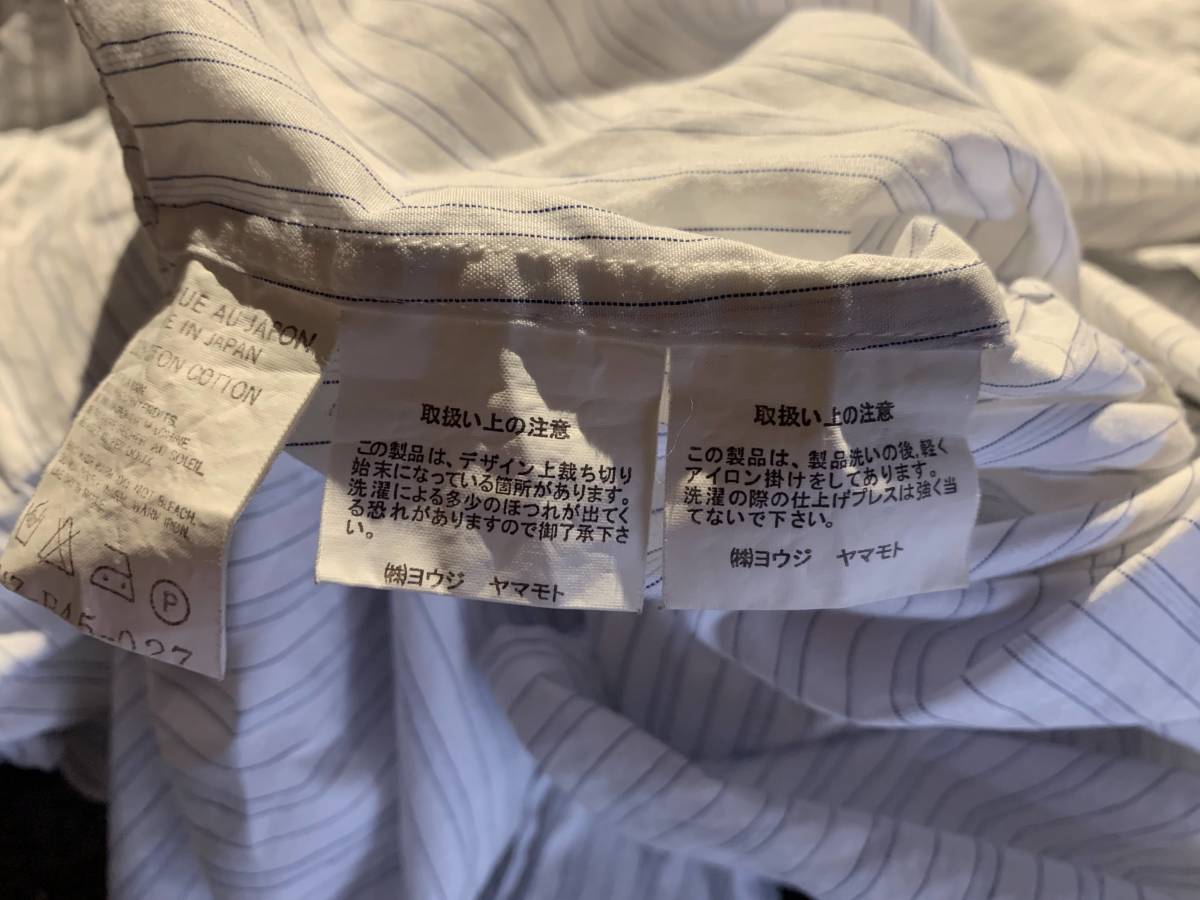 UE AU JAPON
E IN JAPAN
COTTON
AU SOLEIL
DO NOT BLEACH.
WARM IRON.
P
取扱い上の注意
この製品は、デザイン上裁ち切り
始末になっている箇所があります。
洗濯による多少のほつれが出てく
る恐れがありますので御了承下さ
い。
㈱ヨウジ ヤマモト
取扱い上の注意
この製品は、製品洗いの後,軽く
アイロン掛けをしてあります。
洗濯の際の仕上げプレスは強く当
てないで下さい。
㈱ヨウジ ヤマモト